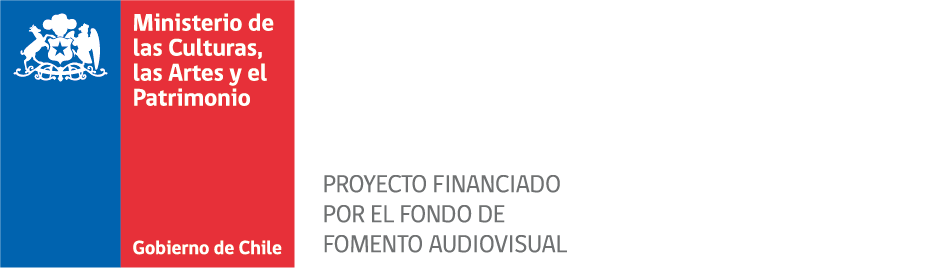 Ministerio de
las Culturas,
las Artes y el
Patrimonio
Gobierno de Chile
PROYECTO FINANCIADO
POR EL FONDO DE
FOMENTO AUDIOVISUAL